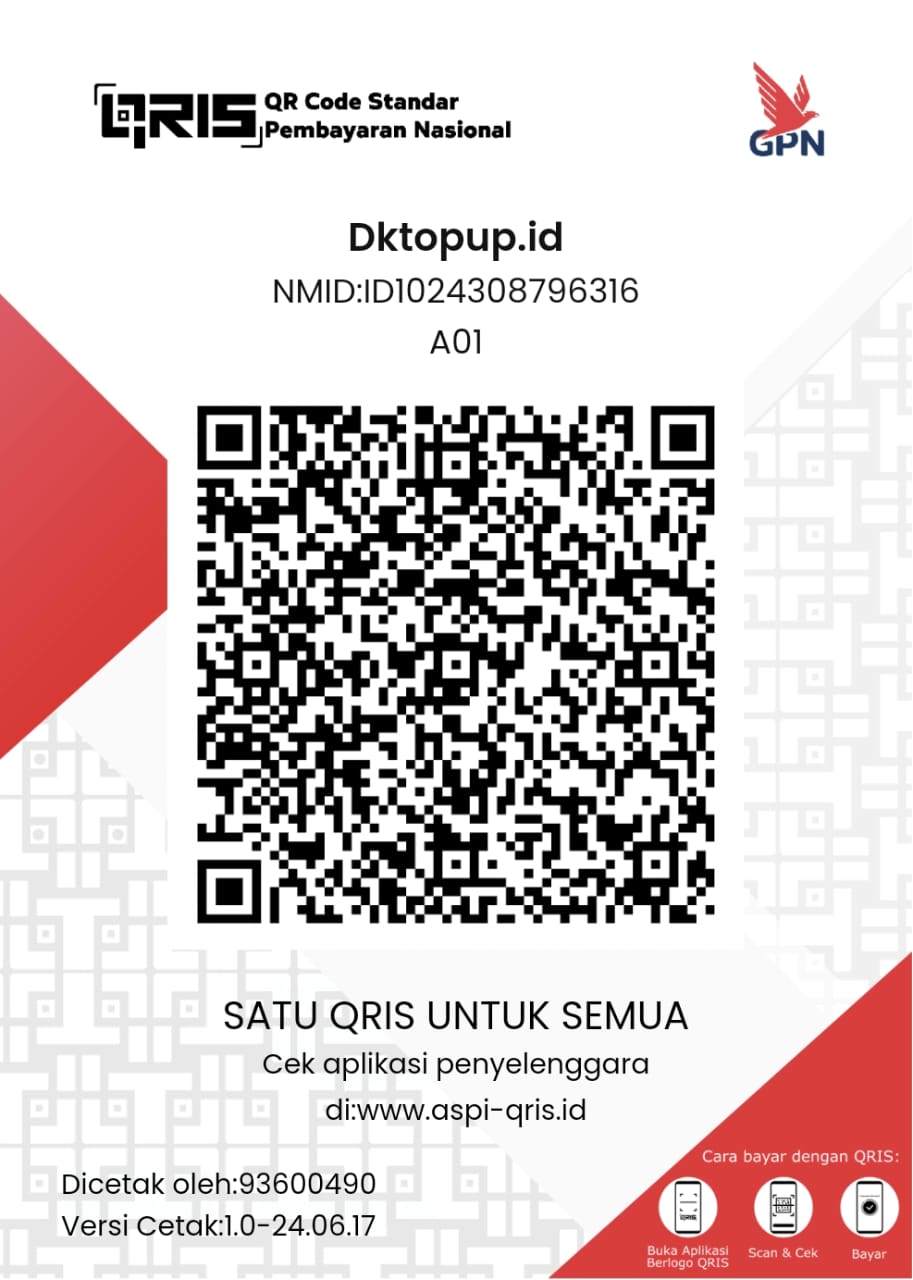 QRIS QR Code Standar
Pembayaran Nasional
GPN
Dktopup.id
NMID:ID1024308796316
A01
SATU QRIS UNTUK SEMUA
Cek aplikasi penyelenggara
di:www.aspi-qris.id
Dicetak oleh:93600490
Versi Cetak:1.0-24.06.17
Cara bayar dengan QRIS:
QRIS
Buka Aplikasi
Berlogo QRIS
Scan & Cek
Bayar